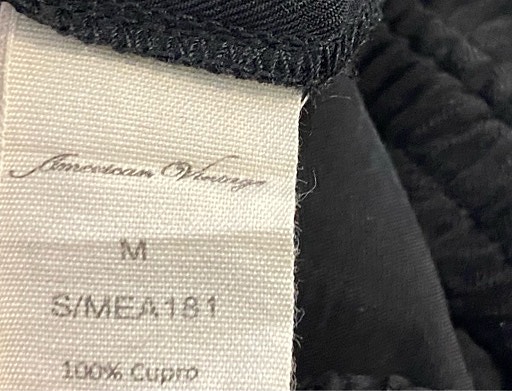 American Vintage
M
S/MEA181
100% Cupro